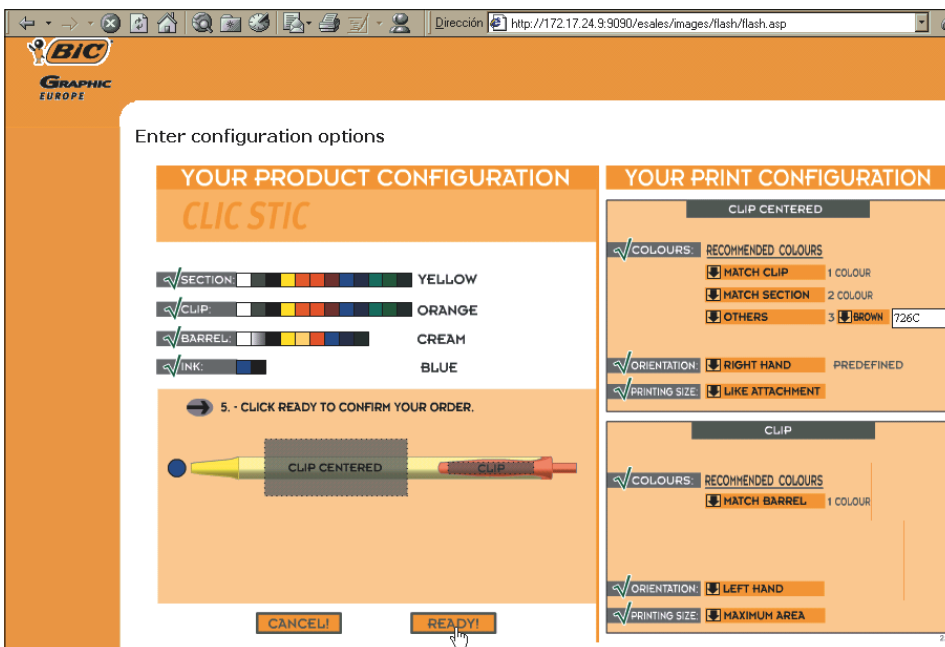 Dirección http://172.17.24.9:9090/esales/images/flash/flash.asp
BIC
GRAPHIC
EUROPE
Enter configuration options
YOUR PRODUCT CONFIGURATION
CLIC STIC
SECTION: YELLOW
CLIP: ORANGE
BARREL: CREAM
INK: BLUE
5. - CLICK READY TO CONFIRM YOUR ORDER.
CLIP CENTERED CLIP
CANCEL! READY!
YOUR PRINT CONFIGURATION
CLIP CENTERED
COLOURS: RECOMMENDED COLOURS
MATCH CLIP 1 COLOUR
MATCH SECTION 2 COLOUR
OTHERS 3 BROWN 726C
ORIENTATION: RIGHT HAND PREDEFINED
PRINTING SIZE: LIKE ATTACHMENT
CLIP
COLOURS: RECOMMENDED COLOURS
MATCH BARREL 1 COLOUR
ORIENTATION: LEFT HAND
PRINTING SIZE: MAXIMUM AREA